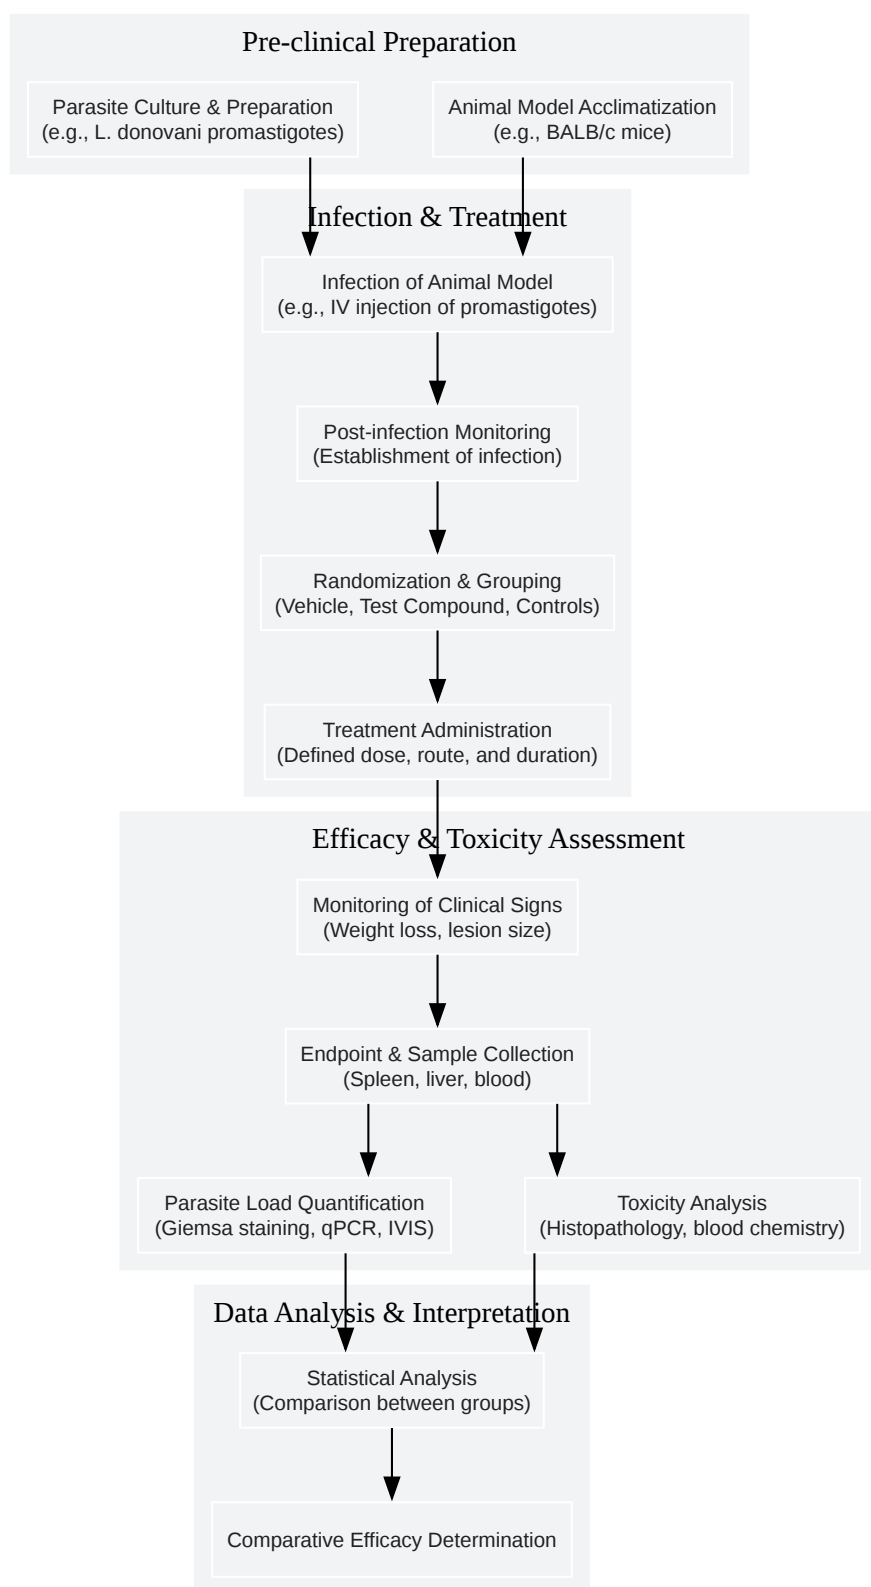 Pre-clinical Preparation
Parasite Culture & Preparation
(e.g., L. donovani promastigotes)
Animal Model Acclimatization
(e.g., BALB/c mice)
Infection & Treatment
Infection of Animal Model
(e.g., IV injection of promastigotes)
Post-infection Monitoring
(Establishment of infection)
Randomization & Grouping
(Vehicle, Test Compound, Controls)
Treatment Administration
(Defined dose, route, and duration)
Efficacy & Toxicity Assessment
Monitoring of Clinical Signs
(Weight loss, lesion size)
Endpoint & Sample Collection
(Spleen, liver, blood)
Parasite Load Quantification
(Giemsa staining, qPCR, IVIS)
Toxicity Analysis
(Histopathology, blood chemistry)
Data Analysis & Interpretation
Statistical Analysis
(Comparison between groups)
Comparative Efficacy Determination